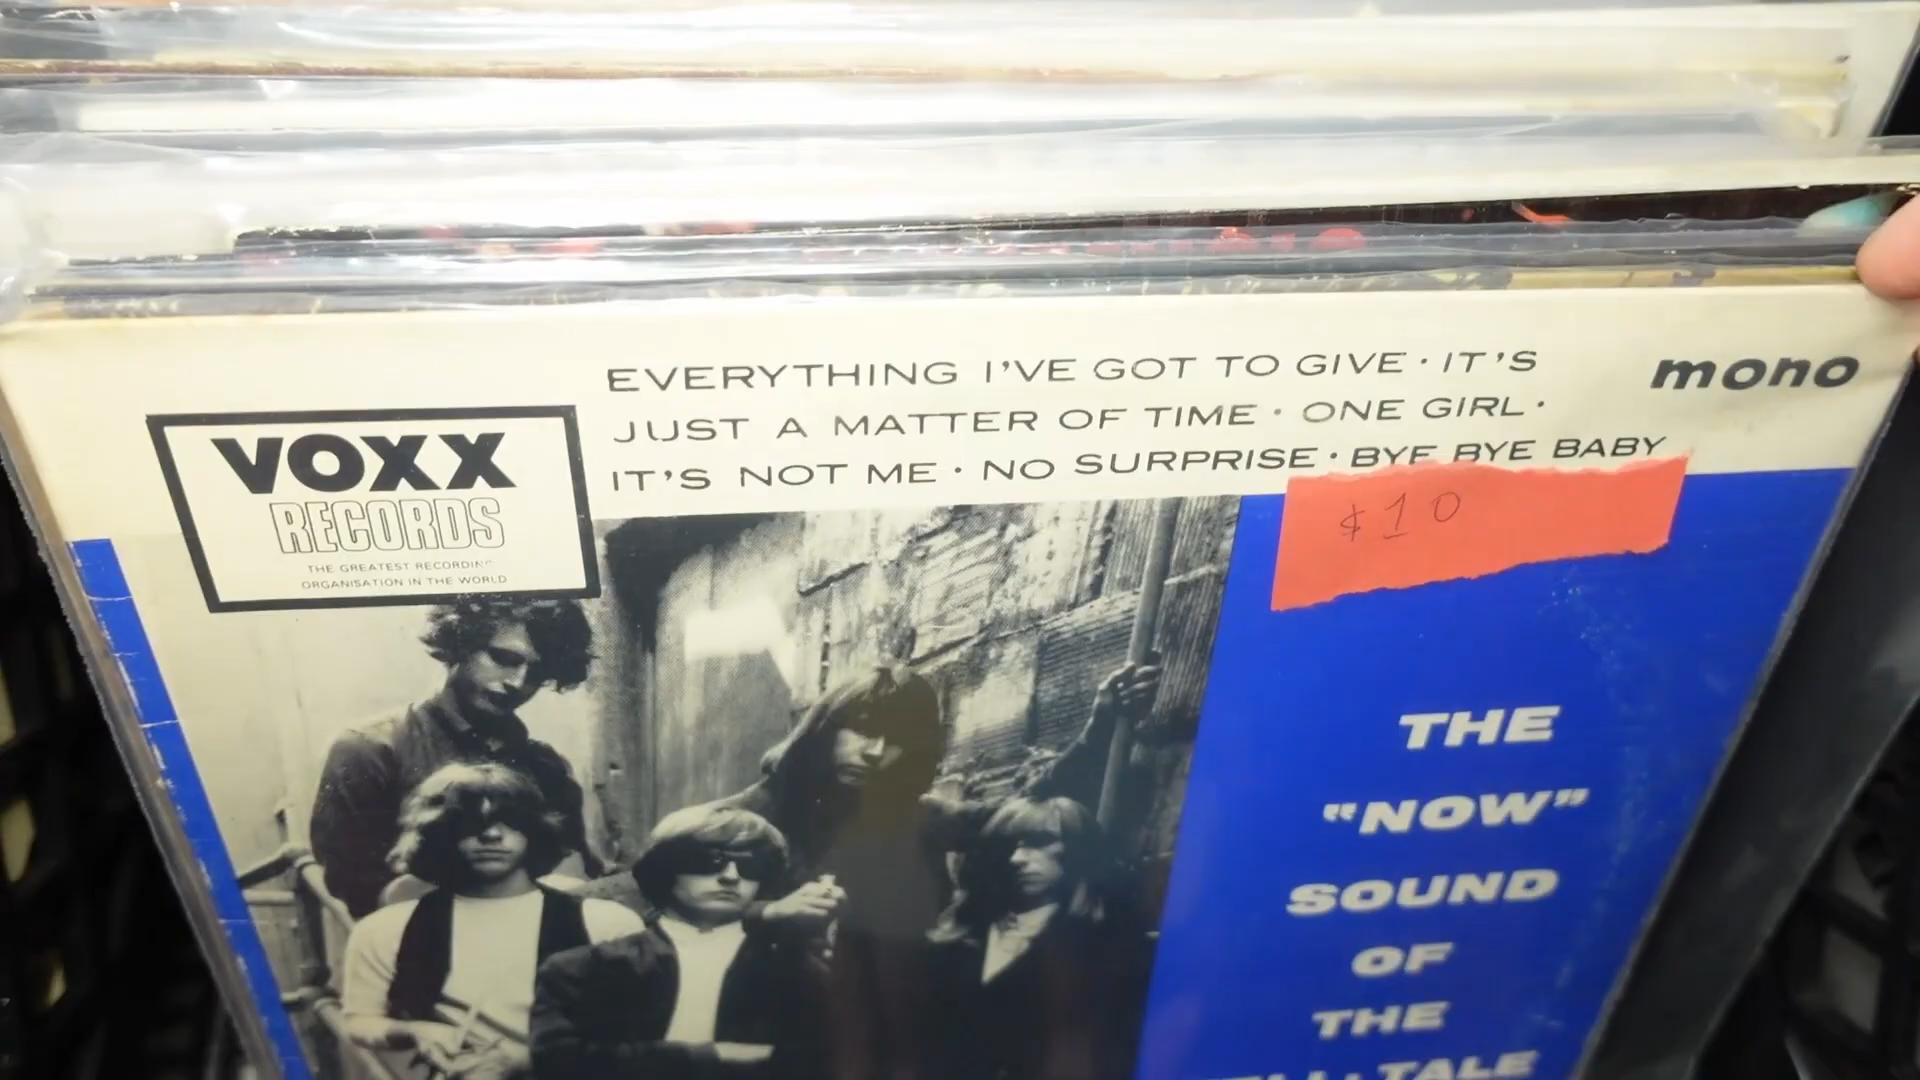 EVERYTHING I'VE GOT TO GIVE · IT'S
JUST A MATTER OF TIME · ONE GIRL ·
IT'S NOT ME · NO SURPRISE · BYE BYE BABY
mono
VOXX
RECORDS
THE GREATEST RECORDING
ORGANISATION IN THE WORLD
$10
THE
"NOW"
SOUND
OF
THE
TALE